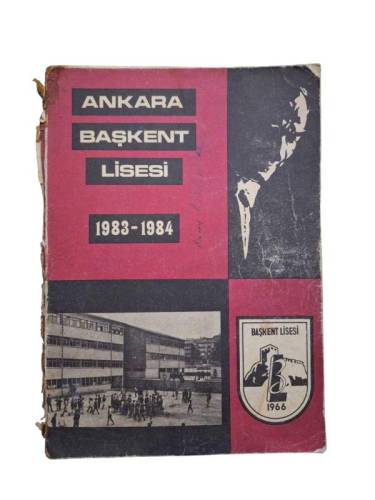 ANKARA
BAŞKENT
LİSESİ
1983-1984
BAŞKENT LİSESİ
1966